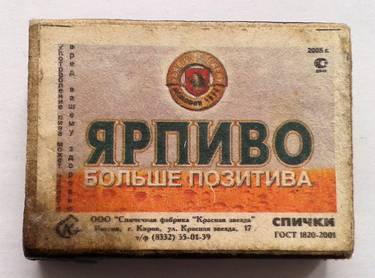 Употребление пива может нанести
вред вашему здоровью
2005 г.
ЯРПИВО
БОЛЬШЕ ПОЗИТИВА
ООО "Спичечная фабрика "Красная звезда"
Россия, г. Киров, ул. Красная звезда, 17
т/ф (8332) 35-01-39
СПИЧКИ
ГОСТ 1820-2001